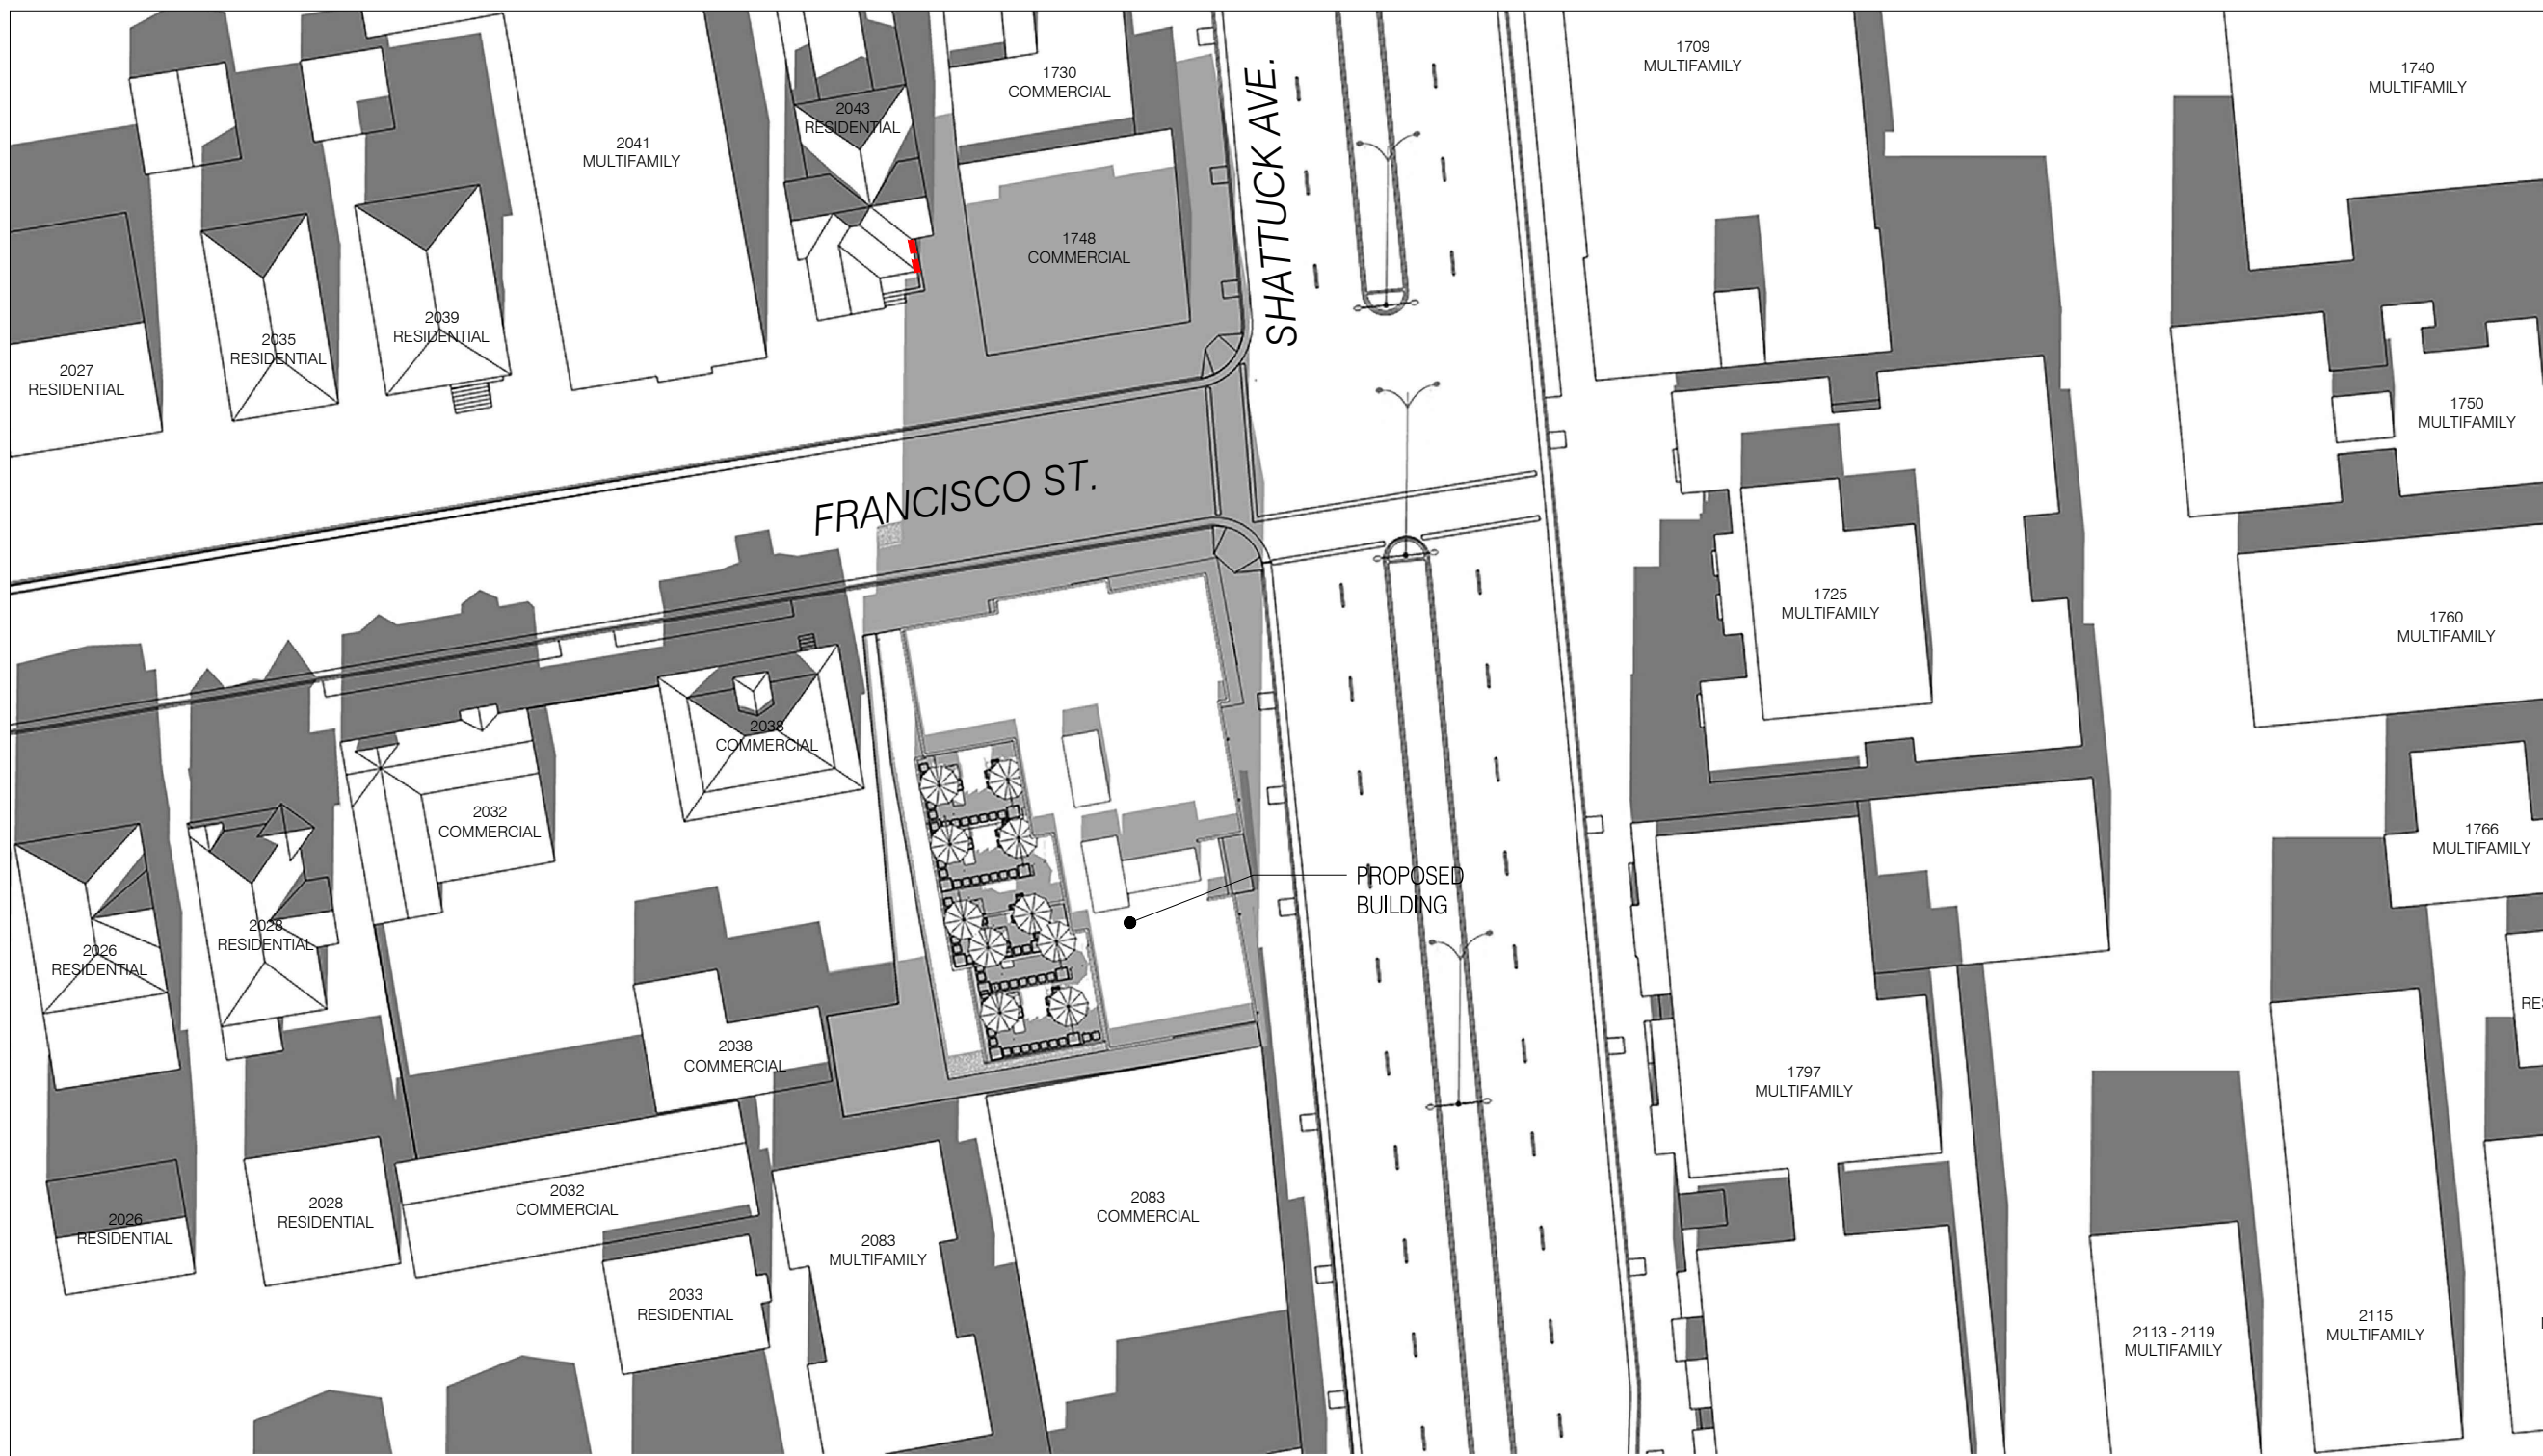 1709
MULTIFAMILY
1740
MULTIFAMILY
1730
COMMERCIAL
2043
RESIDENTIAL
2041
MULTIFAMILY
SHATTUCK AVE.
1748
COMMERCIAL
2039
RESIDENTIAL
2035
RESIDENTIAL
2027
RESIDENTIAL
1750
MULTIFAMILY
FRANCISCO ST.
1725
MULTIFAMILY
1760
MULTIFAMILY
2038
COMMERCIAL
2032
COMMERCIAL
1766
MULTIFAMILY
PROPOSED
BUILDING
2028
RESIDENTIAL
2026
RESIDENTIAL
RES
2038
COMMERCIAL
1797
MULTIFAMILY
2032
COMMERCIAL
2028
RESIDENTIAL
2083
COMMERCIAL
2026
RESIDENTIAL
2083
MULTIFAMILY
2033
RESIDENTIAL
2113 - 2119
MULTIFAMILY
2115
MULTIFAMILY